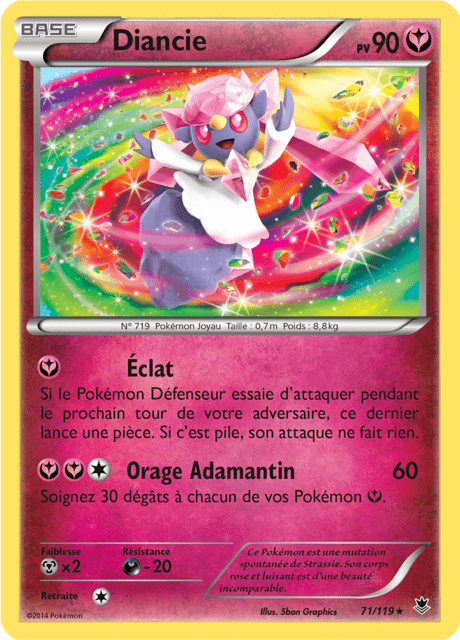 BASE
Diancie
PV 90
N° 719 Pokémon Joyau Taille : 0,7m Poids : 8,8kg
Éclat
Si le Pokémon Défenseur essaie d'attaquer pendant
le prochain tour de votre adversaire, ce dernier
lance une pièce. Si c'est pile, son attaque ne fait rien.
Orage Adamantin 60
Soignez 30 dégâts à chacun de vos Pokémon .
Faiblesse
×2
Résistance
-20
Retraite
Ce Pokémon est une mutation
spontanée de Strassie. Son corps
rose et luisant est d'une beauté
incomparable.
Illus. 5ban Graphics
71/119
©2014 Pokémon